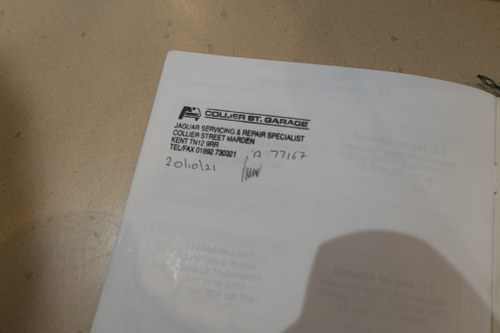 COLLIER ST. GARAGE
JAGUAR SERVICING & REPAIR SPECIALIST
COLLIER STREET MARDEN
KENT TN12 9RR
TEL/FAX 01892 730321
77167
20/10/21